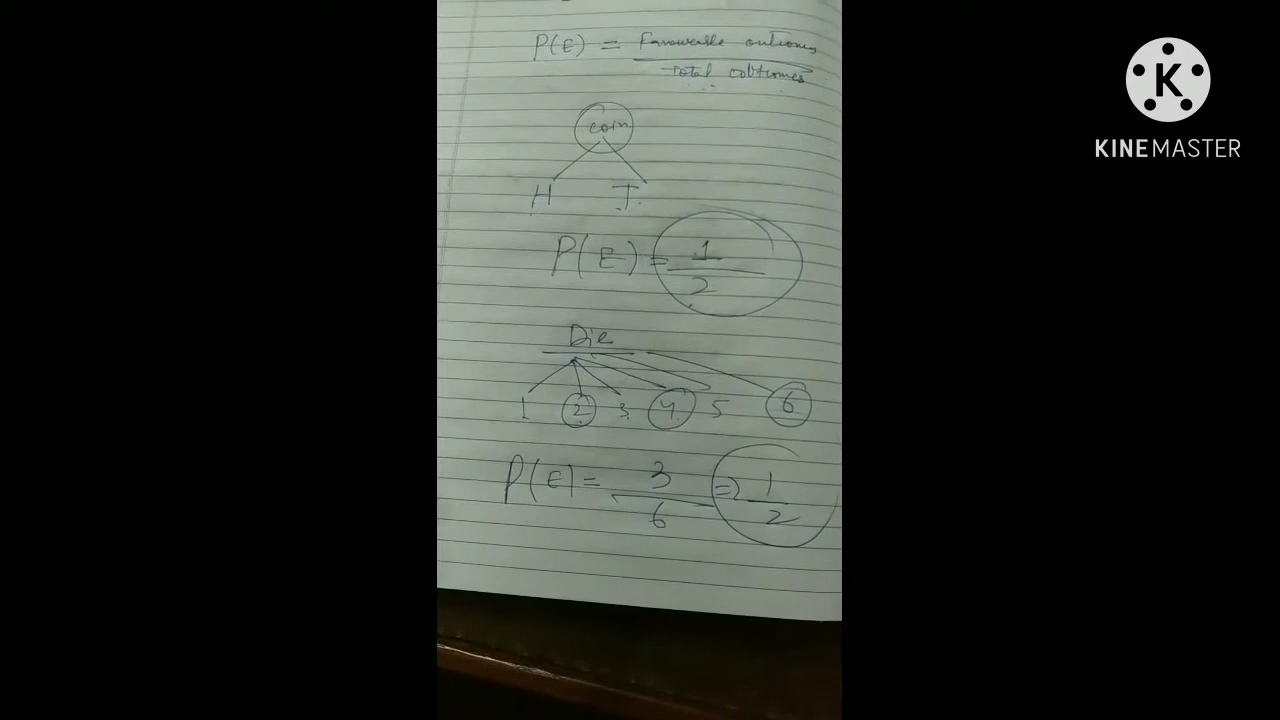 P(E) = Favourable outcomes
total outcomes
coin
H T
P(E) = 1
2
Die
1 2 3 4 5 6
P(E) = 3 => 1
6 2
K
KINEMASTER